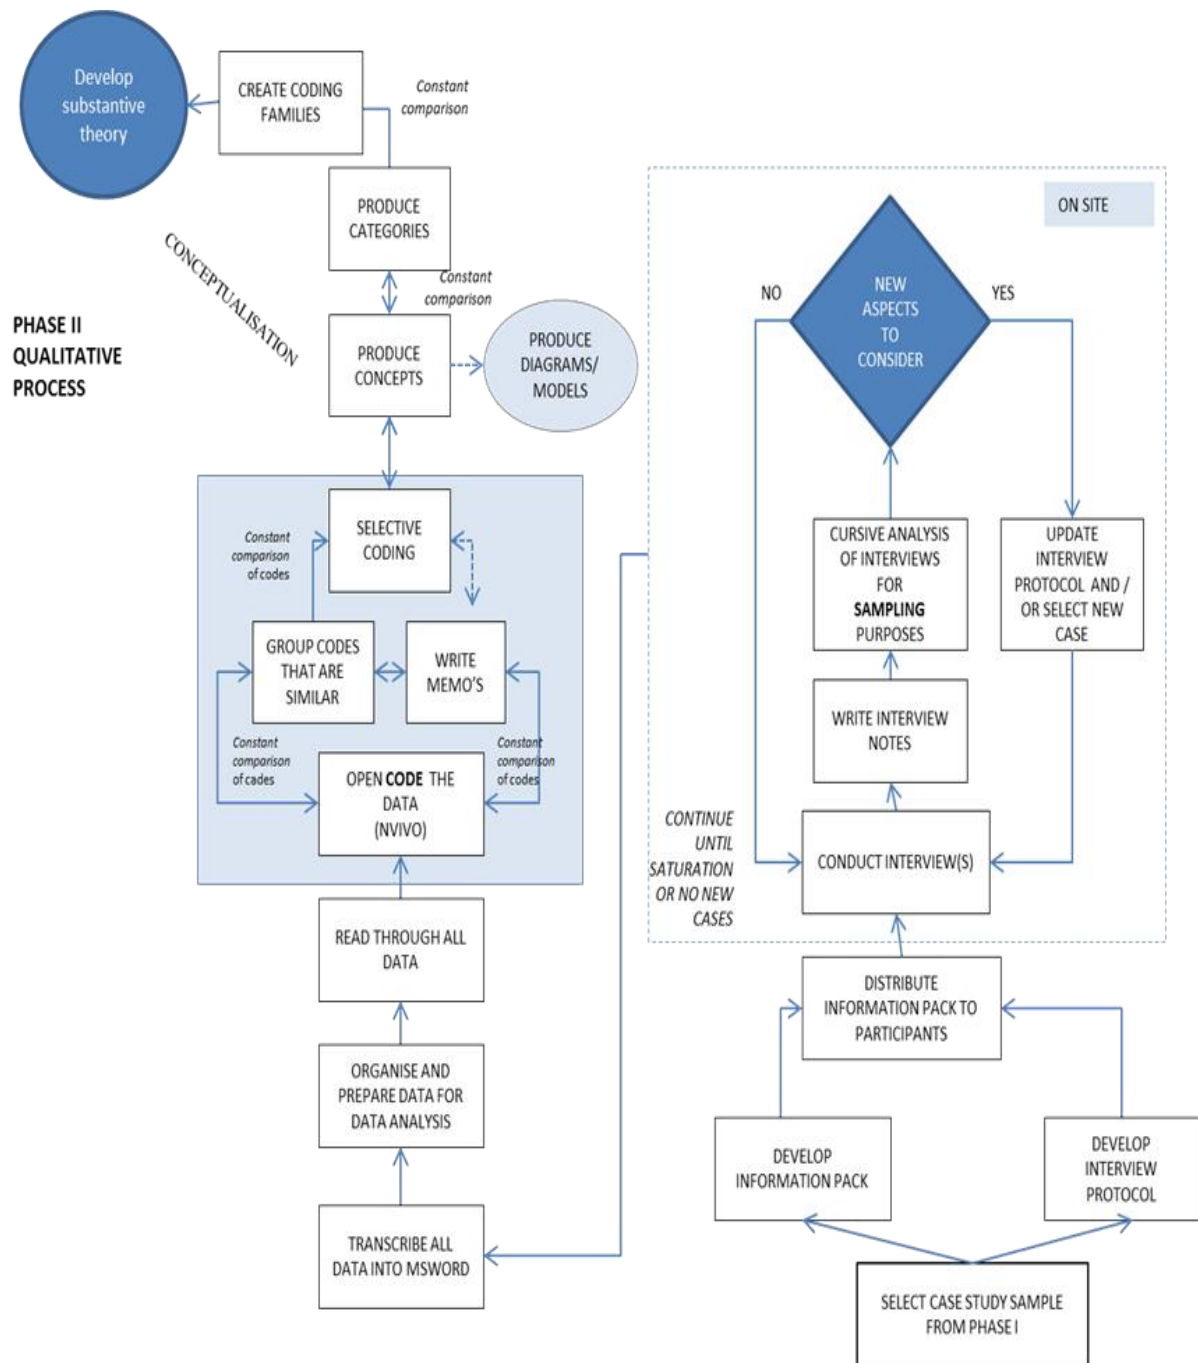 Develop
substantive
theory
CREATE CODING
FAMILIES
Constant
comparison
PRODUCE
CATEGORIES
CONCEPTUALISATION
Constant
comparison
PHASE II
QUALITATIVE
PROCESS
PRODUCE
CONCEPTS
PRODUCE
DIAGRAMS/
MODELS
SELECTIVE
CODING
Constant
comparison
of codes
GROUP CODES
THAT ARE
SIMILAR
WRITE
MEMO'S
Constant
comparison
of cades
Constant
comparison
of codes
OPEN CODE THE
DATA
(NVIVO)
READ THROUGH ALL
DATA
ORGANISE AND
PREPARE DATA FOR
DATA ANALYSIS
TRANSCRIBE ALL
DATA INTO MSWORD
ON SITE
NEW
ASPECTS
TO
CONSIDER
NO
YES
CURSIVE ANALYSIS
OF INTERVIEWS
FOR
SAMPLING
PURPOSES
UPDATE
INTERVIEW
PROTOCOL AND /
OR SELECT NEW
CASE
WRITE INTERVIEW
NOTES
CONTINUE
UNTIL
SATURATION
OR NO NEW
CASES
CONDUCT INTERVIEW(S)
DISTRIBUTE
INFORMATION PACK TO
PARTICIPANTS
DEVELOP
INFORMATION PACK
DEVELOP
INTERVIEW
PROTOCOL
SELECT CASE STUDY SAMPLE
FROM PHASE I